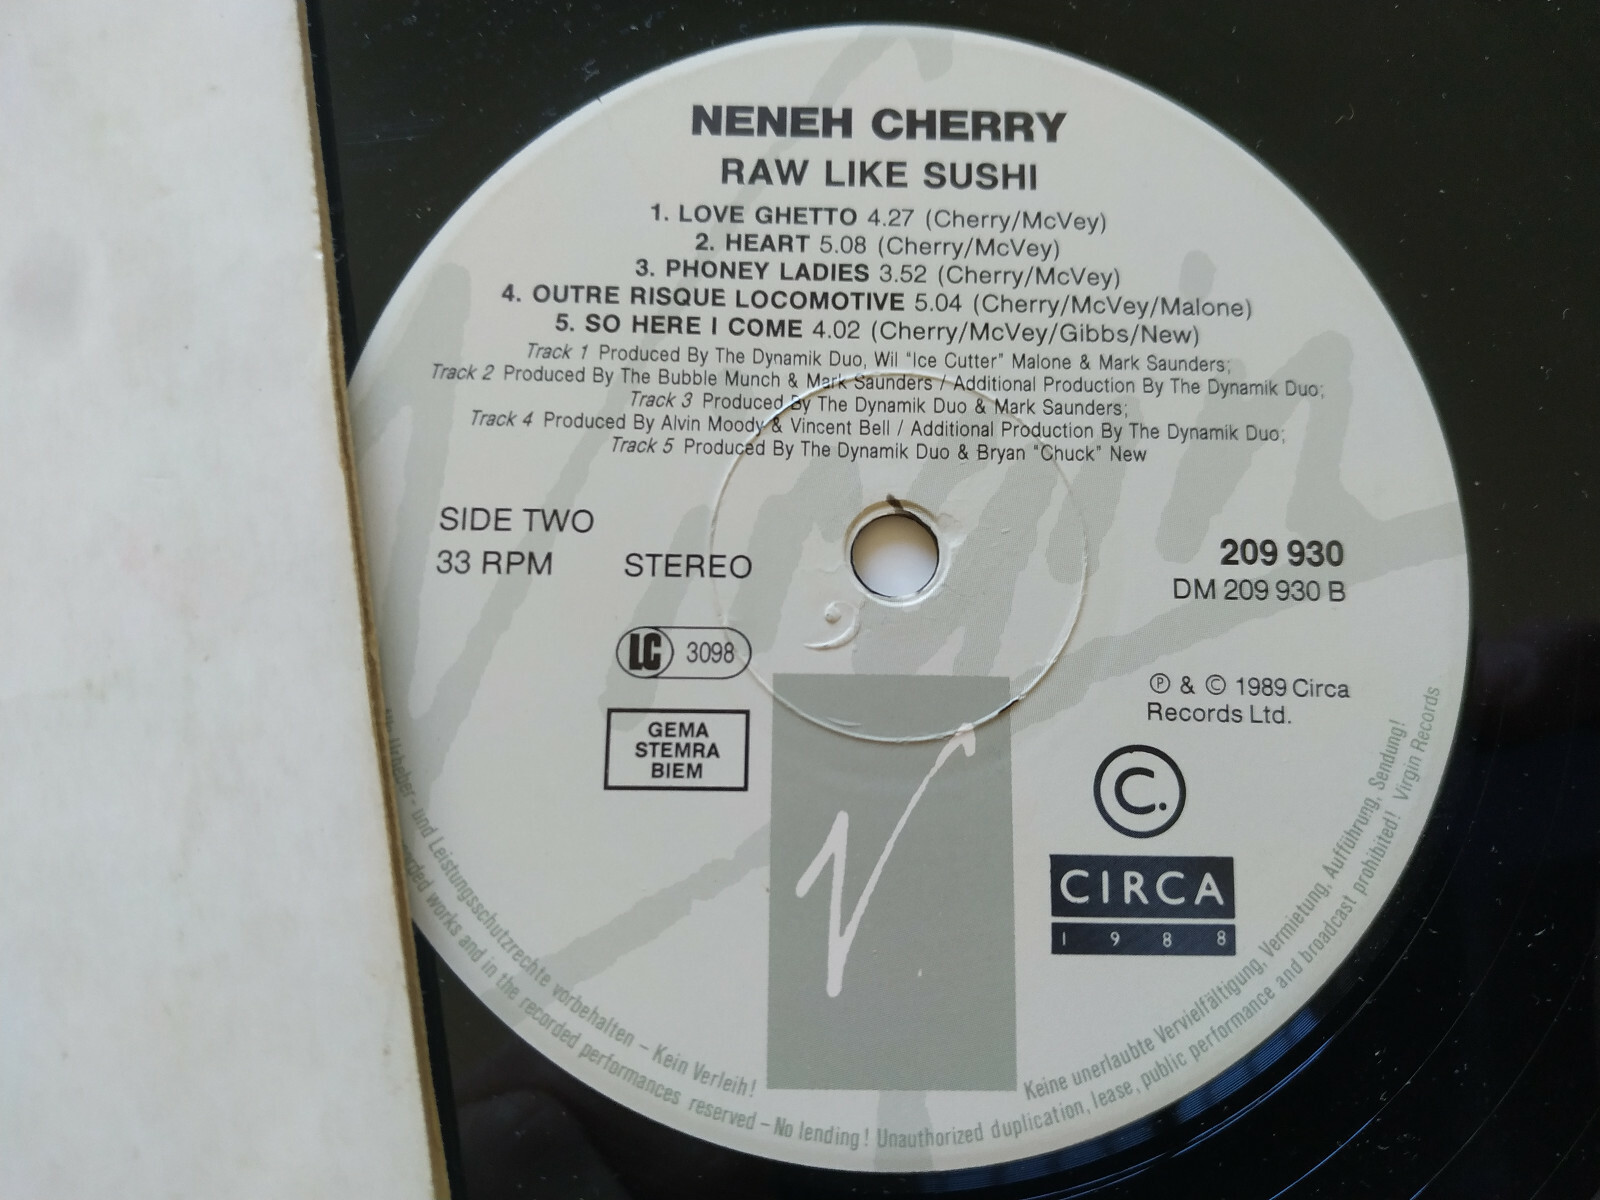 NENEH CHERRY
RAW LIKE SUSHI
1. LOVE GHETTO 4.27 (Cherry/McVey)
2. HEART 5.08 (Cherry/McVey)
3. PHONEY LADIES 3.52 (Cherry/McVey)
4. OUTRE RISQUE LOCOMOTIVE 5.04 (Cherry/McVey/Malone)
5. SO HERE I COME 4.02 (Cherry/McVey/Gibbs/New)
Track 1 Produced By The Dynamik Duo, Wil "Ice Cutter" Malone & Mark Saunders;
Track 2 Produced By The Bubble Munch & Mark Saunders / Additional Production By The Dynamik Duo;
Track 3 Produced By The Dynamik Duo & Mark Saunders;
Track 4 Produced By Alvin Moody & Vincent Bell / Additional Production By The Dynamik Duo;
Track 5 Produced By The Dynamik Duo & Bryan "Chuck" New
Virgin
SIDE TWO
33 RPM
STEREO
209 930
DM 209 930 B
LC 3098
GEMA
STEMRA
BIEM
℗ & © 1989 Circa
Records Ltd.
C.
CIRCA
1988
V
Urheber- und Leistungsschutzrechte vorbehalten – Kein Verleih! Keine unerlaubte Vervielfältigung, Vermietung, Aufführung, Sendung!
works and in the recorded performances reserved – No lending! Unauthorized duplication, lease, public performance and broadcast prohibited! Virgin Records